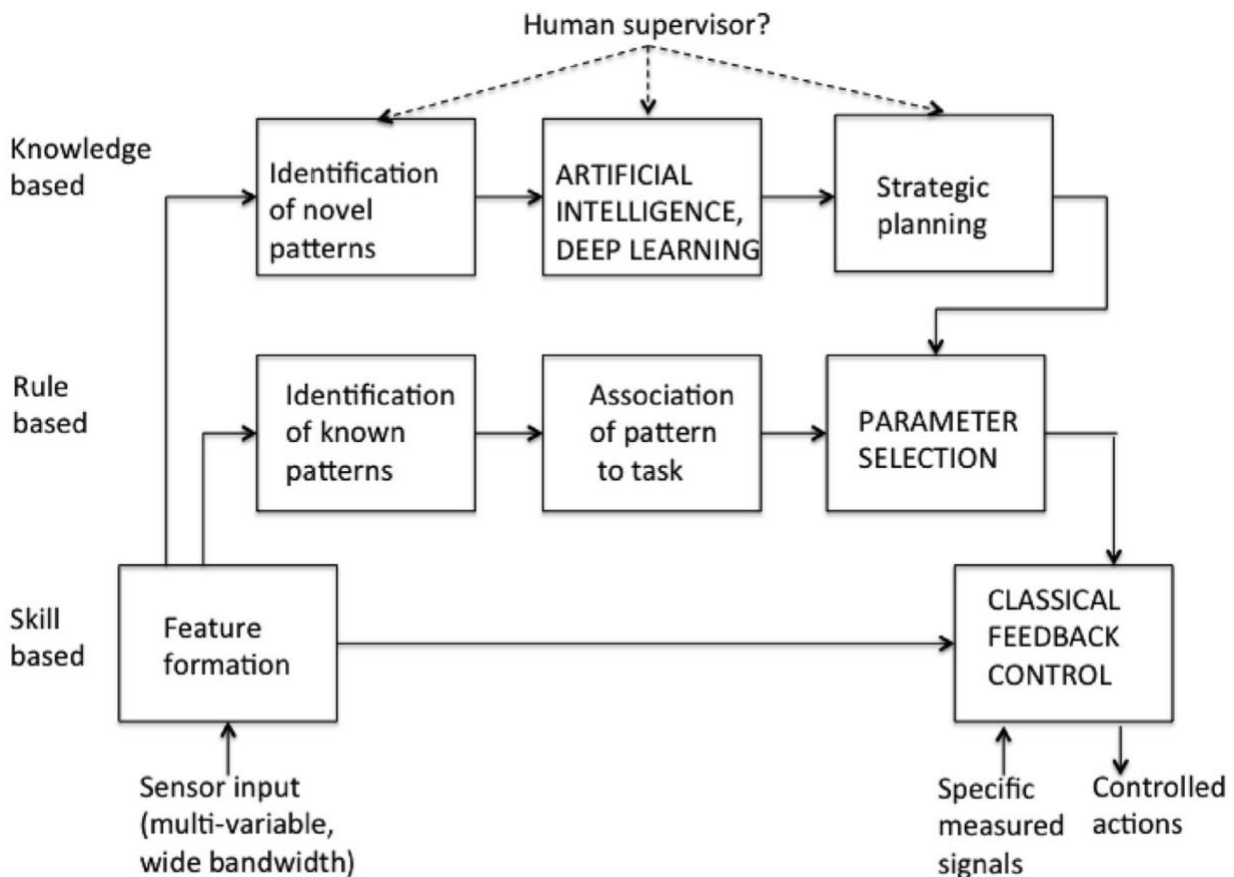 Human supervisor?
Knowledge
based
Identification
of novel
patterns
ARTIFICIAL
INTELLIGENCE,
DEEP LEARNING
Strategic
planning
Rule
based
Identification
of known
patterns
Association
of pattern
to task
PARAMETER
SELECTION
Skill
based
Feature
formation
CLASSICAL
FEEDBACK
CONTROL
Sensor input
(multi-variable,
wide bandwidth)
Specific
measured
signals
Controlled
actions